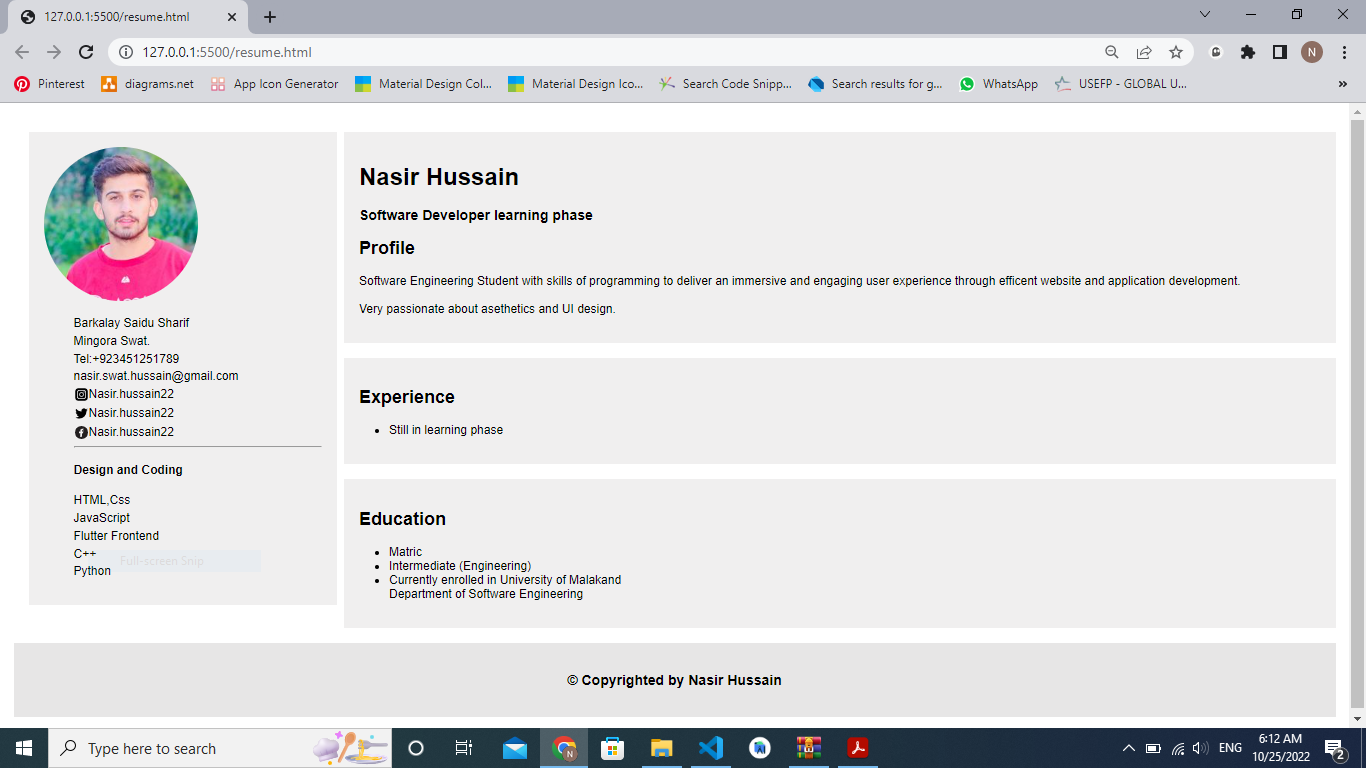 127.0.0.1:5500/resume.html
127.0.0.1:5500/resume.html
N
Pinterest
diagrams.net
App Icon Generator
Material Design Col...
Material Design Ico...
Search Code Snipp...
Search results for g...
WhatsApp
USEFP - GLOBAL U...
»
Barkalay Saidu Sharif
Mingora Swat.
Tel:+923451251789
nasir.swat.hussain@gmail.com
Nasir.hussain22
Nasir.hussain22
Nasir.hussain22
Design and Coding
HTML,Css
JavaScript
Flutter Frontend
C++
Full-screen Snip
Python
Nasir Hussain
Software Developer learning phase
Profile
Software Engineering Student with skills of programming to deliver an immersive and engaging user experience through efficent website and application development.
Very passionate about asethetics and UI design.
Experience
• Still in learning phase
Education
• Matric
• Intermediate (Engineering)
• Currently enrolled in University of Malakand
Department of Software Engineering
© Copyrighted by Nasir Hussain
Type here to search
N
ENG
6:12 AM
10/25/2022
2